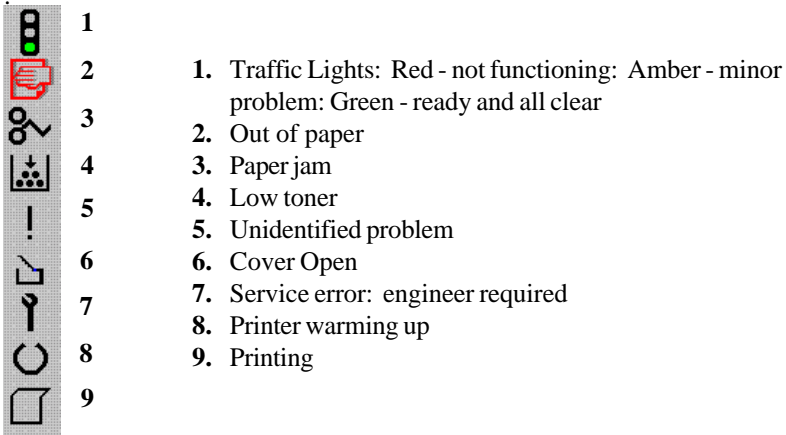 1
2
3
4
5
6
7
8
9
1. Traffic Lights: Red - not functioning: Amber - minor
problem: Green - ready and all clear
2. Out of paper
3. Paper jam
4. Low toner
5. Unidentified problem
6. Cover Open
7. Service error: engineer required
8. Printer warming up
9. Printing